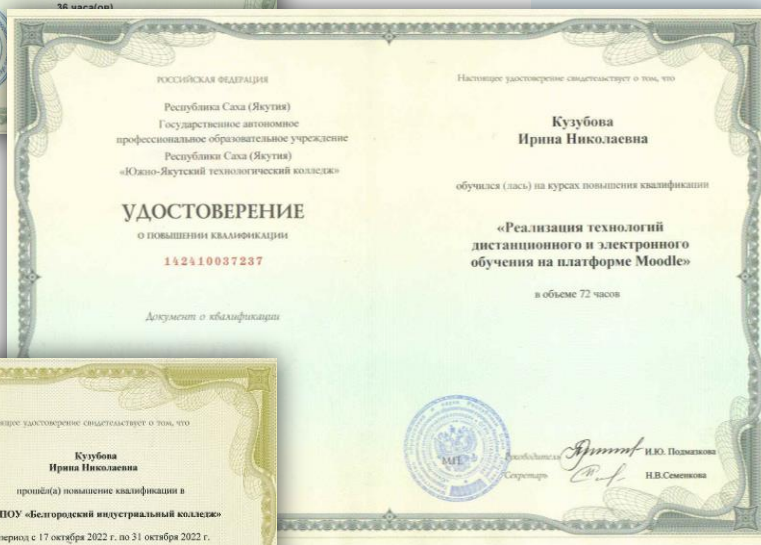 36 часа(ов)
РОССИЙСКАЯ ФЕДЕРАЦИЯ
Республика Саха (Якутия)
Государственное автономное
профессиональное образовательное учреждение
Республики Саха (Якутия)
«Южно-Якутский технологический колледж»
УДОСТОВЕРЕНИЕ
О ПОВЫШЕНИИ КВАЛИФИКАЦИИ
142410037237
Документ о квалификации
Настоящее удостоверение свидетельствует о том, что
Кузубова
Ирина Николаевна
обучился (лась) на курсах повышения квалификации
«Реализация технологий
дистанционного и электронного
обучения на платформе Moodle»
в объеме 72 часов
М.П.
Руководитель И.Ю. Подмазкова
Секретарь Н.В.Семенкова
удостоверение свидетельствует о том, что
Кузубова
Ирина Николаевна
прошёл(а) повышение квалификации в
ПОУ «Белгородский индустриальный колледж»
период с 17 октября 2022 г. по 31 октября 2022 г.